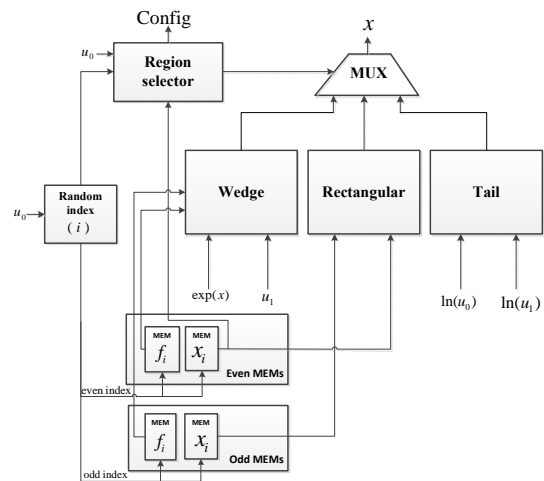 Config
x
u₀
Region
selector
MUX
Wedge
Rectangular
Tail
Random
index
(i)
u₀
exp(x)
u₁
ln(u₀)
ln(u₁)
MEM
fᵢ
MEM
xᵢ
Even MEMs
even index
MEM
fᵢ
MEM
xᵢ
Odd MEMs
odd index